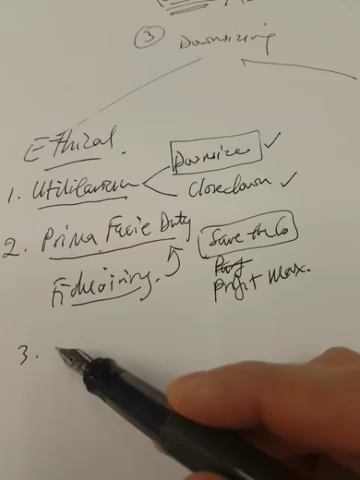 ③ Downsizing
Ethical.
1. Utilitarian
Downsize ✓
Closedown ✓
2. Prima Facie Duty
Save the Co
Fiduciary.
Profit Max.
3.